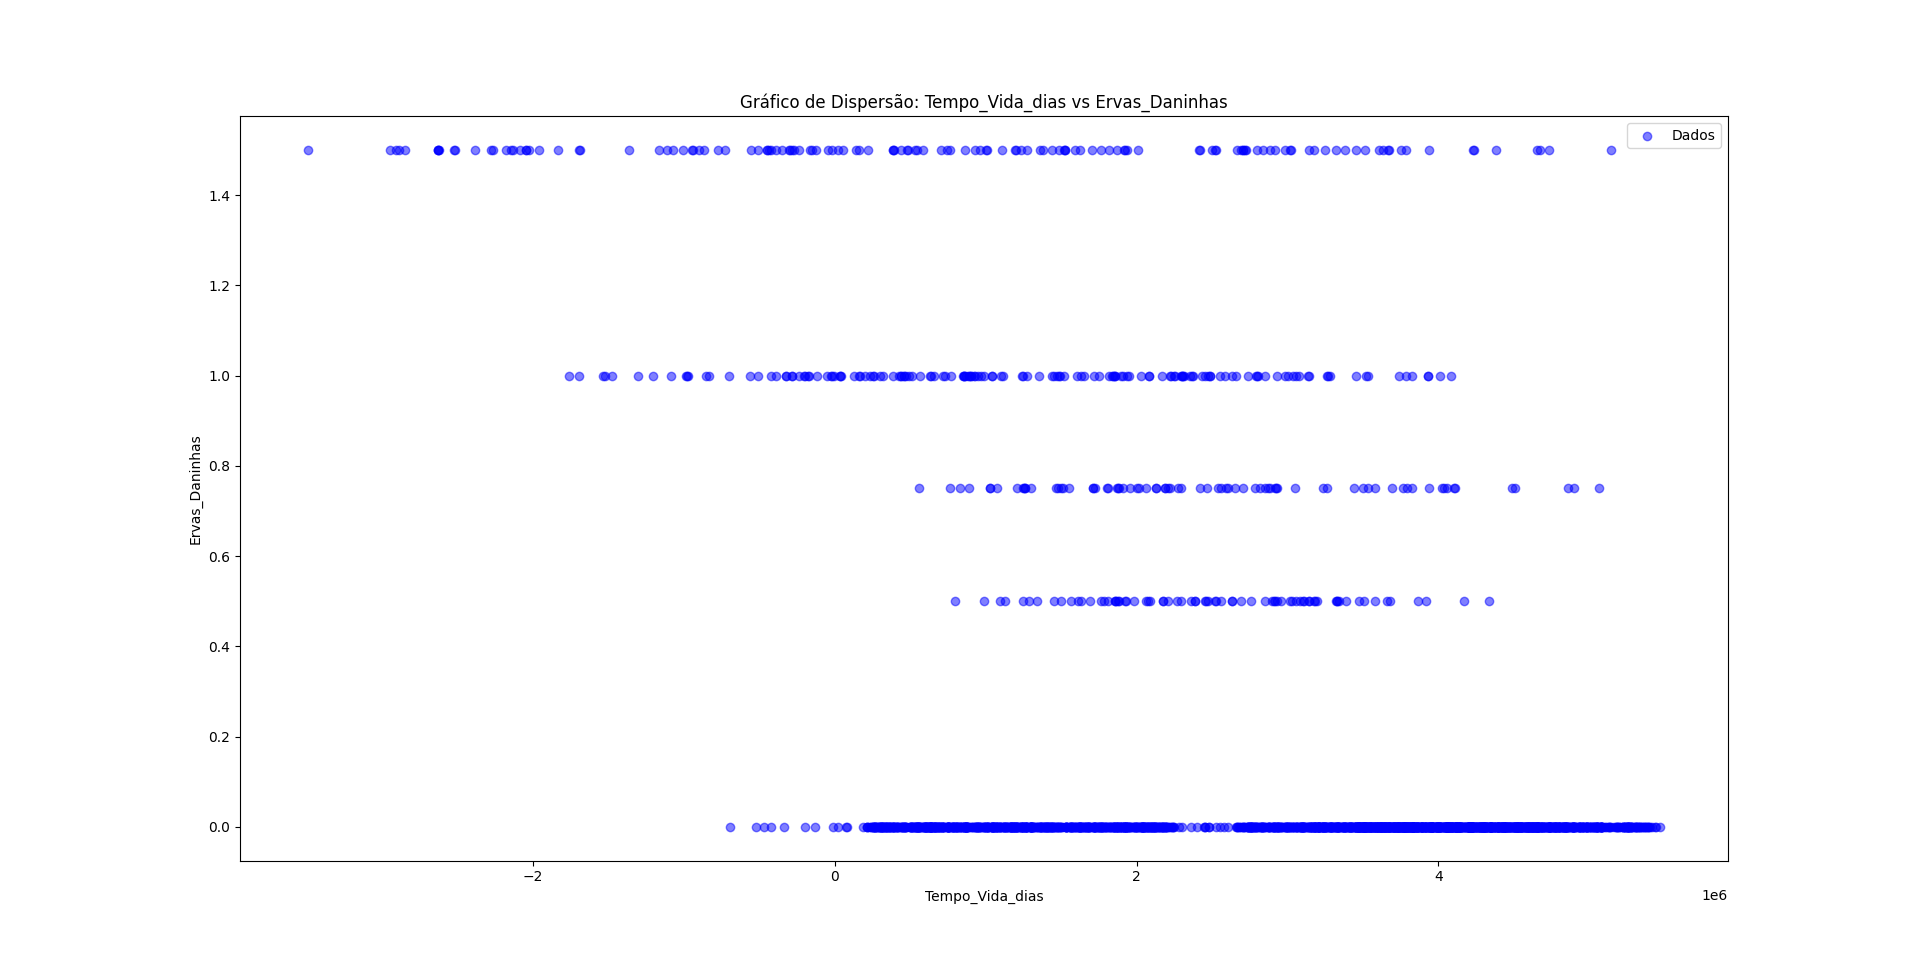 Gráfico de Dispersão: Tempo_Vida_dias vs Ervas_Daninhas
Dados
1.4
1.2
1.0
0.8
0.6
0.4
0.2
0.0
Ervas_Daninhas
−2
0
2
4
1e6
Tempo_Vida_dias